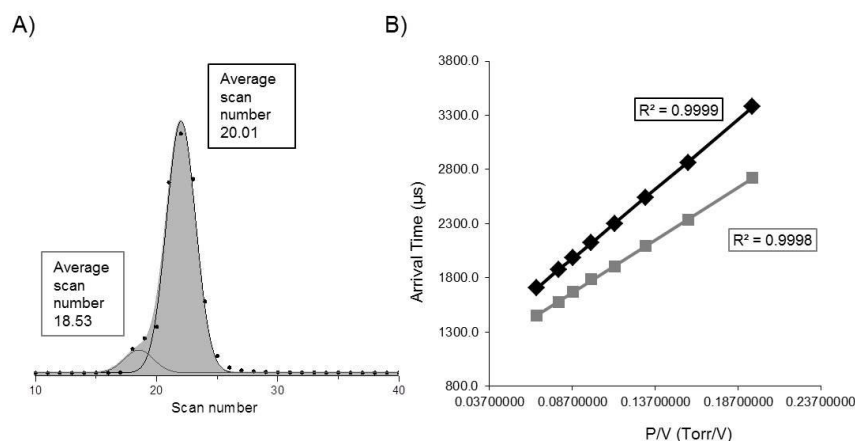 A)
Average
scan
number
20.01
Average
scan
number
18.53
10
20
30
40
Scan number
B)
3800.0
3300.0
2800.0
2300.0
1800.0
1300.0
800.0
Arrival Time (µs)
R² = 0.9999
R² = 0.9998
0.03700000 0.08700000 0.13700000 0.18700000 0.23700000
P/V (Torr/V)